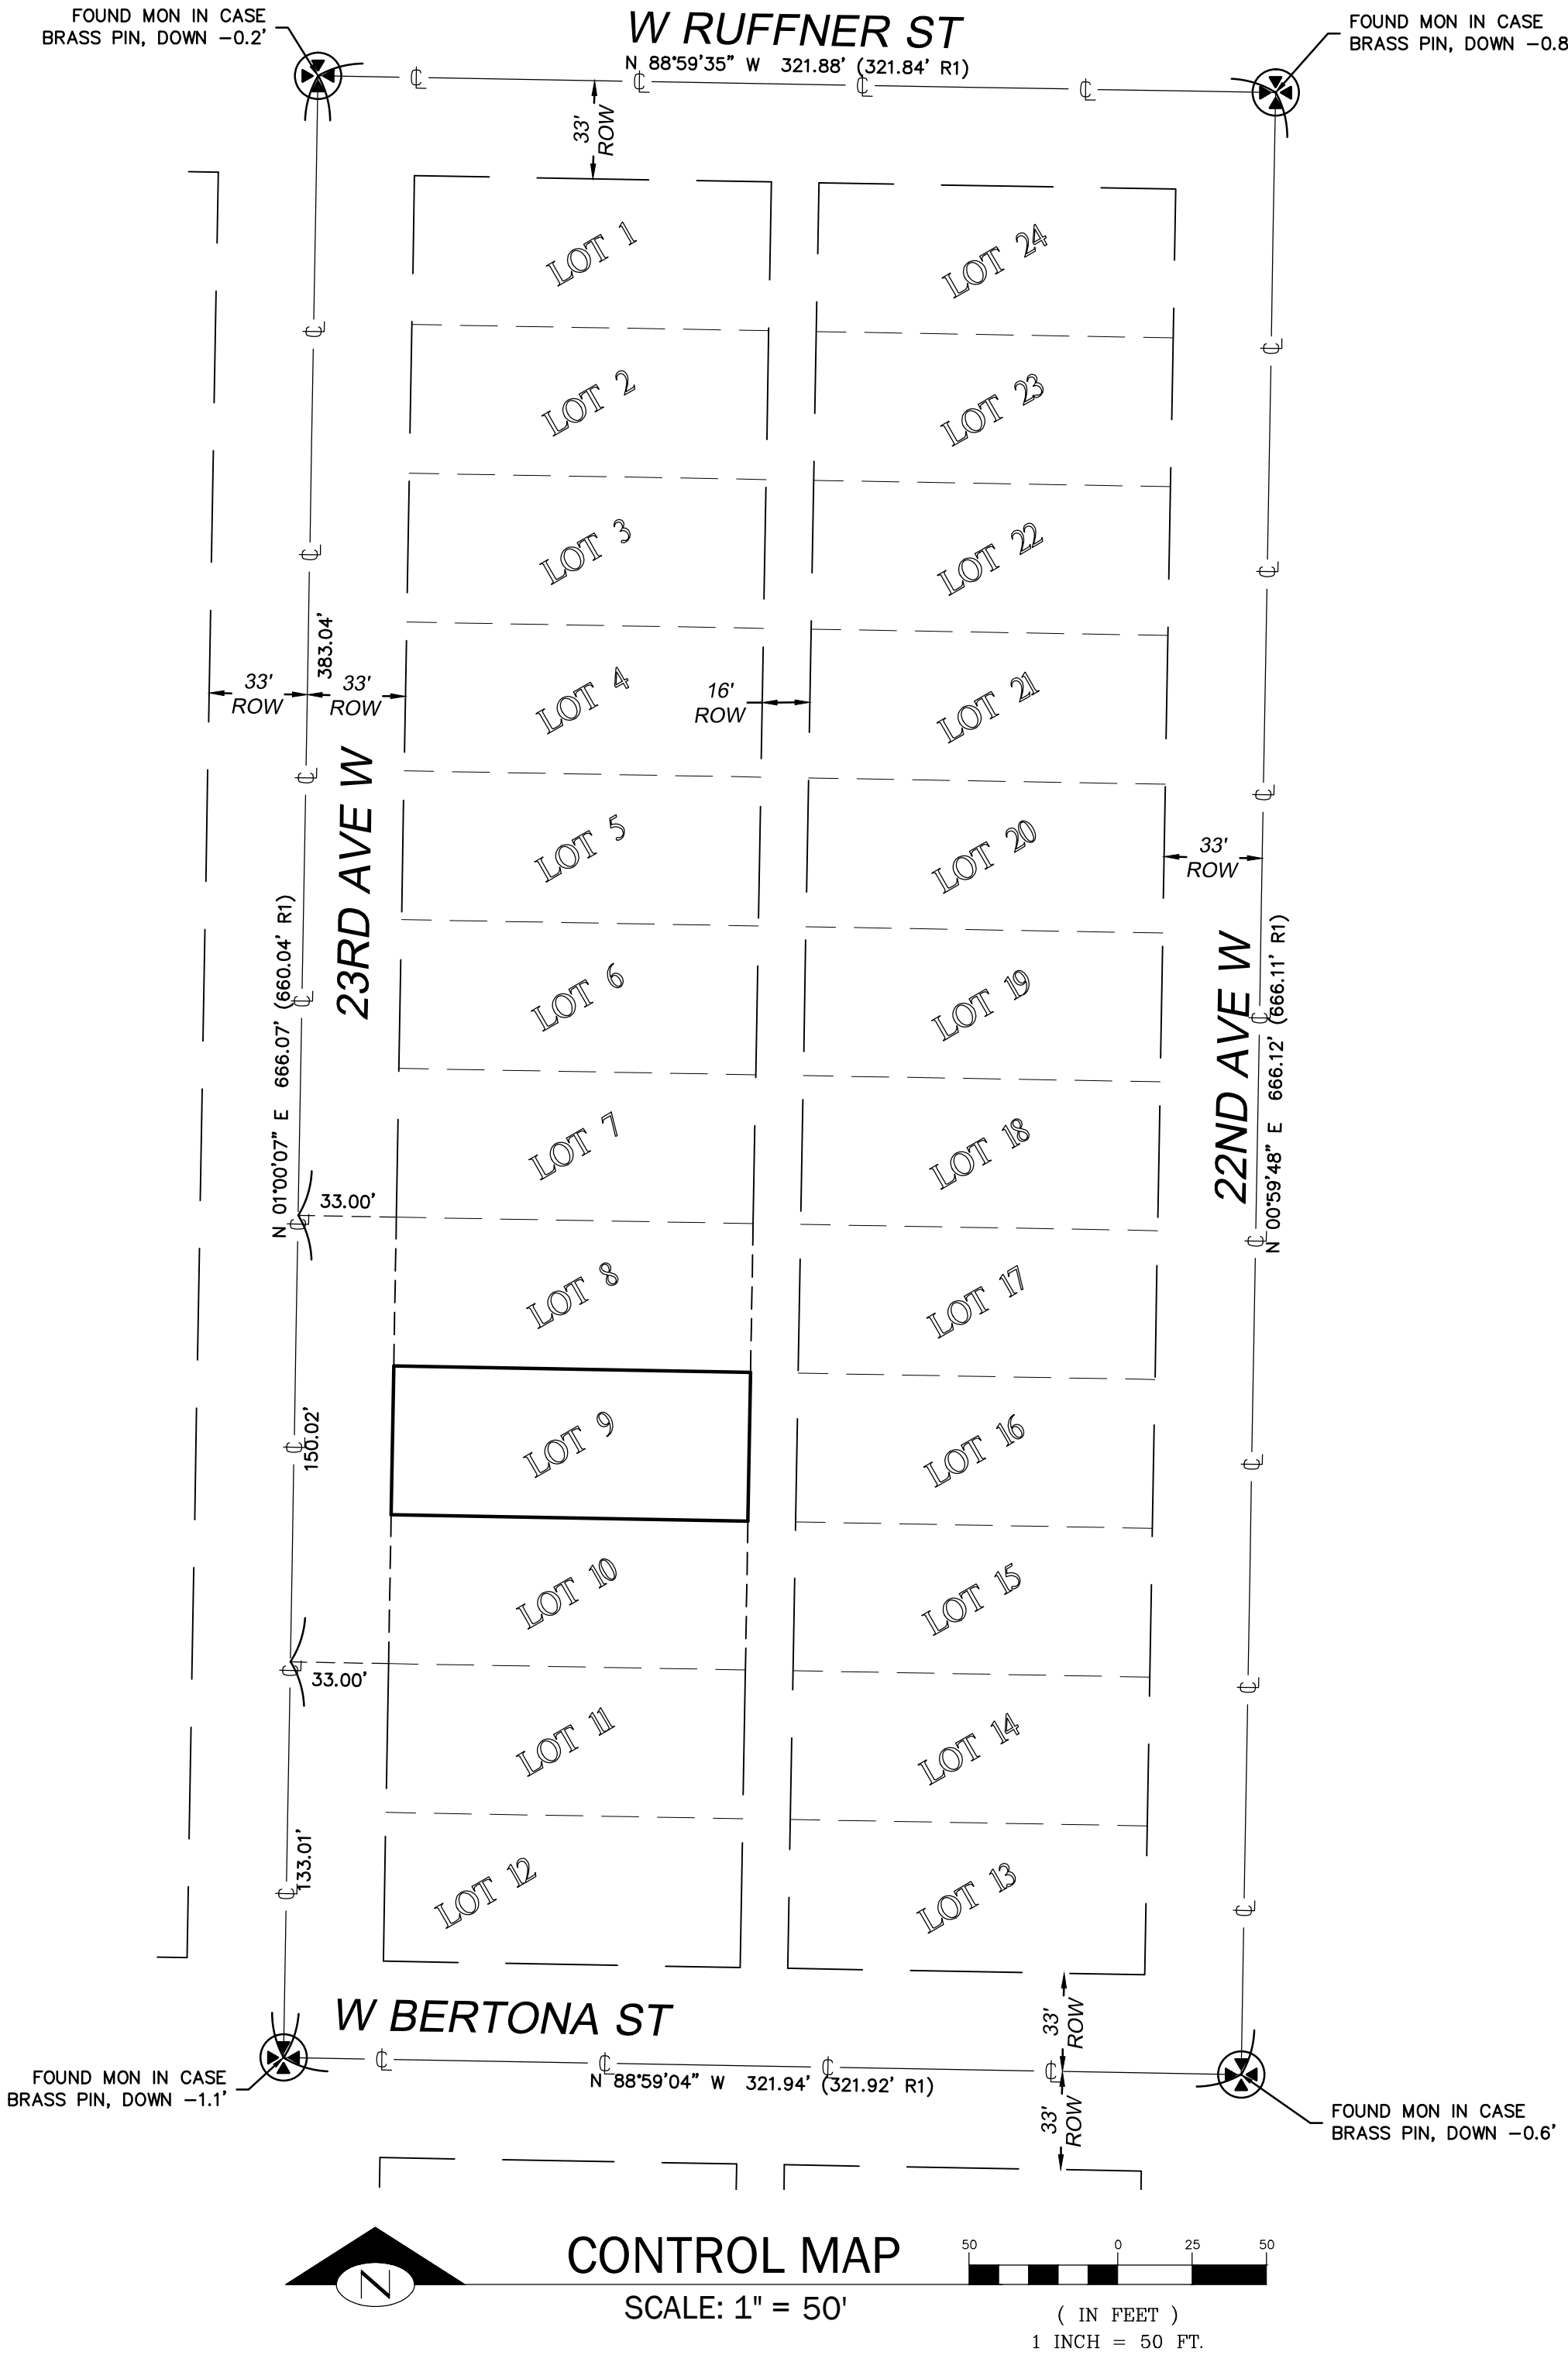 FOUND MON IN CASE
BRASS PIN, DOWN -0.2'
W RUFFNER ST
N 88°59'35" W 321.88' (321.84' R1)
FOUND MON IN CASE
BRASS PIN, DOWN -0.8
33'
ROW
LOT 1
LOT 24
LOT 2
LOT 23
LOT 3
LOT 22
383.04'
LOT 4
LOT 21
33'
ROW
33'
ROW
16'
ROW
23RD AVE W
LOT 5
LOT 20
33'
ROW
N 01°00'07" E 666.07' (660.04' R1)
LOT 6
LOT 19
22ND AVE W
N 00°59'48" E 666.12' (666.11' R1)
LOT 7
LOT 18
33.00'
LOT 8
LOT 17
150.02'
LOT 9
LOT 16
LOT 10
LOT 15
33.00'
LOT 11
LOT 14
133.01'
LOT 12
LOT 13
W BERTONA ST
33'
ROW
N 88°59'04" W 321.94' (321.92' R1)
33'
ROW
FOUND MON IN CASE
BRASS PIN, DOWN -1.1'
FOUND MON IN CASE
BRASS PIN, DOWN -0.6'
N
CONTROL MAP
SCALE: 1" = 50'
50 0 25 50
( IN FEET )
1 INCH = 50 FT.